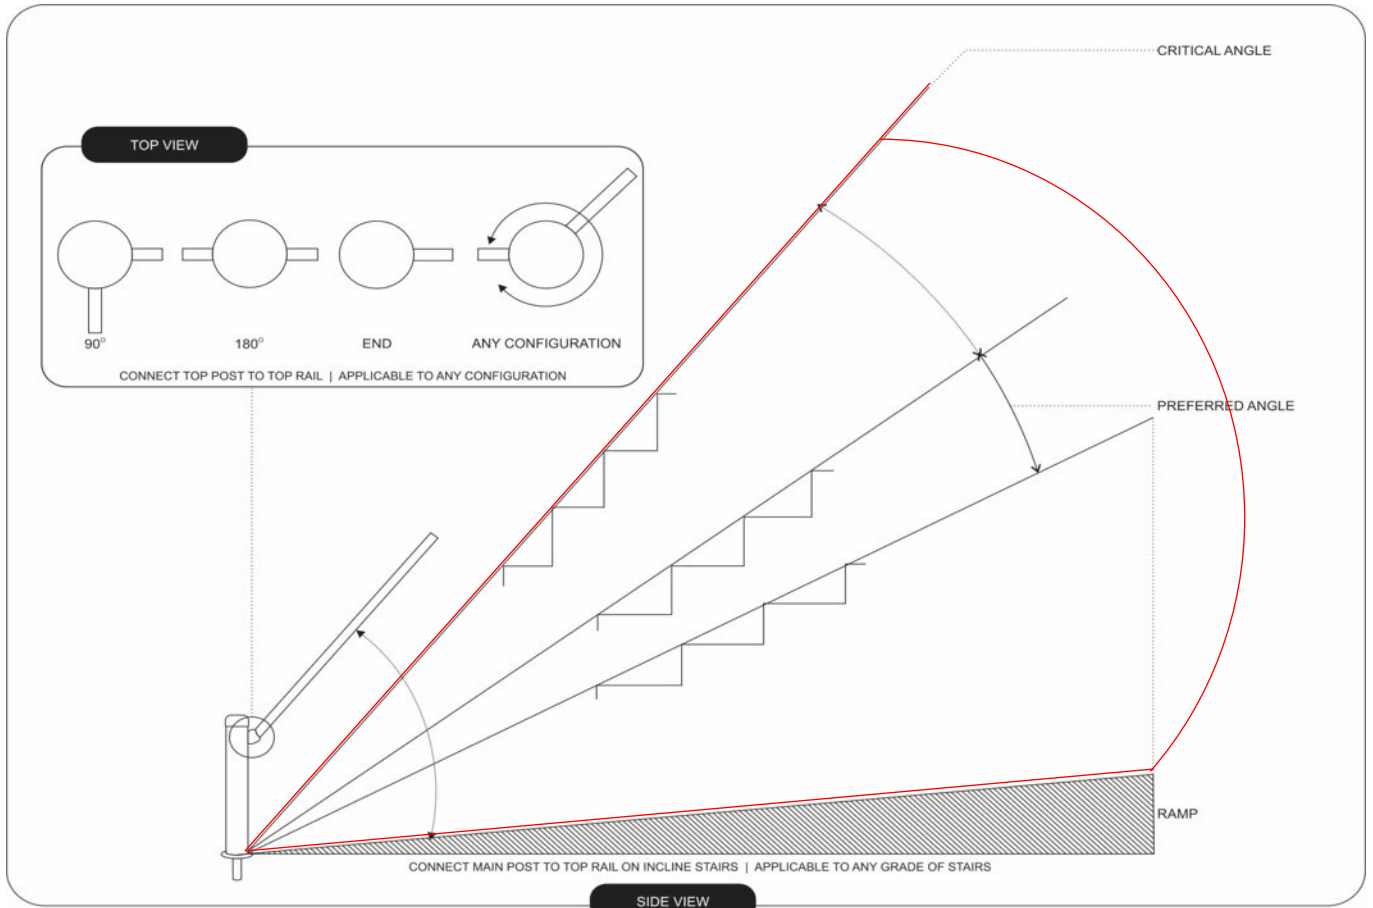 CRITICAL ANGLE
TOP VIEW
90°
180°
END
ANY CONFIGURATION
CONNECT TOP POST TO TOP RAIL | APPLICABLE TO ANY CONFIGURATION
PREFERRED ANGLE
RAMP
CONNECT MAIN POST TO TOP RAIL ON INCLINE STAIRS | APPLICABLE TO ANY GRADE OF STAIRS
SIDE VIEW